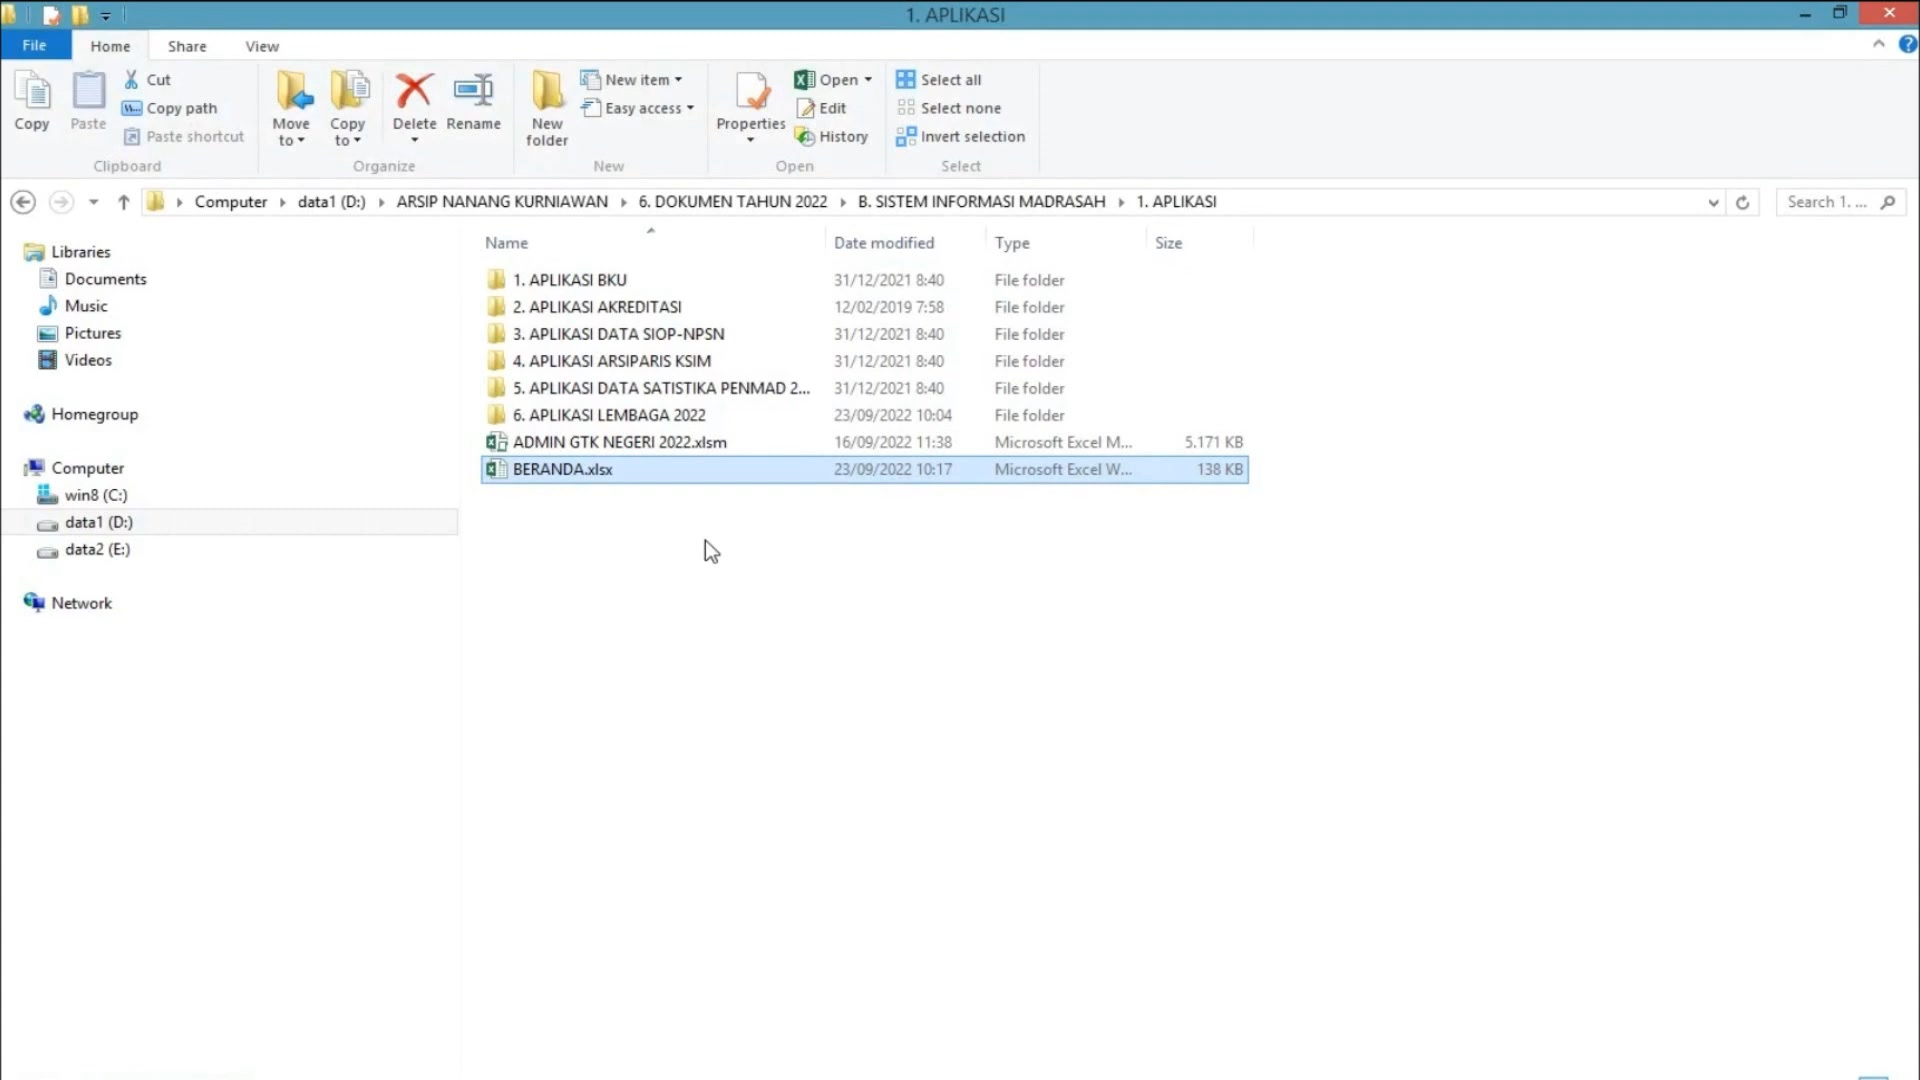 1. APLIKASI
File Home Share View
Copy
Paste
Cut
Copy path
Paste shortcut
Clipboard
Move to
Copy to
Delete
Rename
Organize
New folder
New item
Easy access
New
Properties
Open
Edit
History
Open
Select all
Select none
Invert selection
Select
Computer data1 (D:) ARSIP NANANG KURNIAWAN 6. DOKUMEN TAHUN 2022 B. SISTEM INFORMASI MADRASAH 1. APLIKASI
Search 1. ...
Libraries
Documents
Music
Pictures
Videos
Homegroup
Computer
win8 (C:)
data1 (D:)
data2 (E:)
Network
Name Date modified Type Size
1. APLIKASI BKU 31/12/2021 8:40 File folder
2. APLIKASI AKREDITASI 12/02/2019 7:58 File folder
3. APLIKASI DATA SIOP-NPSN 31/12/2021 8:40 File folder
4. APLIKASI ARSIPARIS KSIM 31/12/2021 8:40 File folder
5. APLIKASI DATA SATISTIKA PENMAD 2... 31/12/2021 8:40 File folder
6. APLIKASI LEMBAGA 2022 23/09/2022 10:04 File folder
ADMIN GTK NEGERI 2022.xlsm 16/09/2022 11:38 Microsoft Excel M... 5.171 KB
BERANDA.xlsx 23/09/2022 10:17 Microsoft Excel W... 138 KB